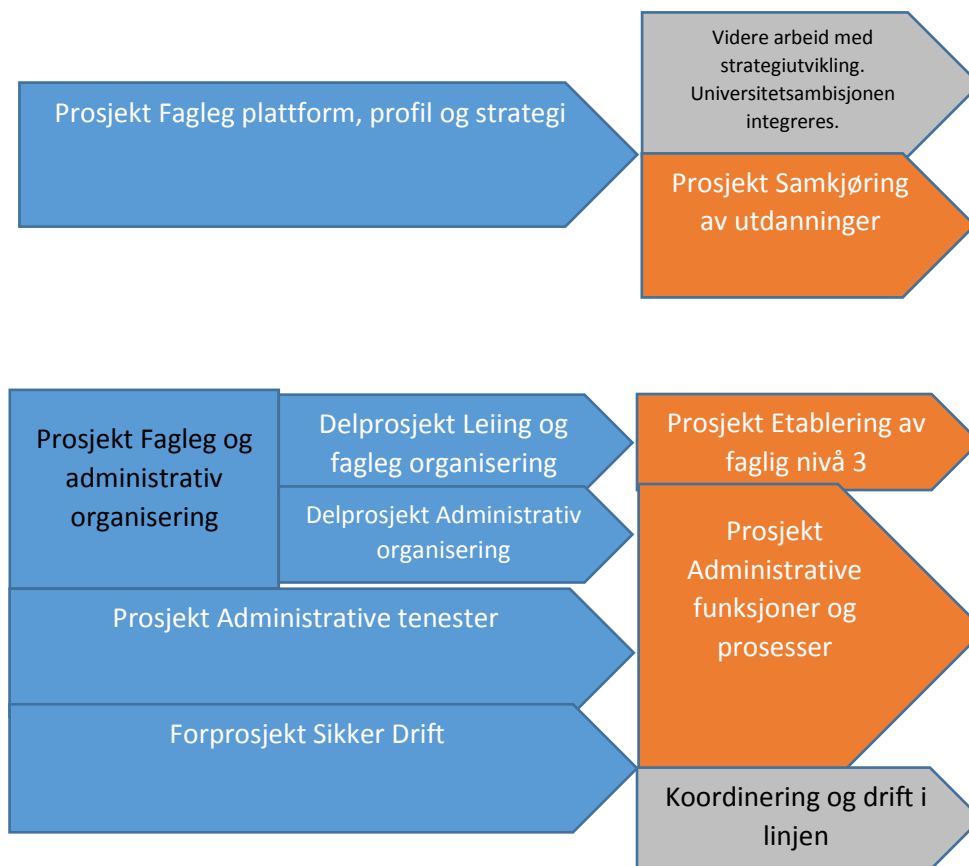 Prosjekt Fagleg plattform, profil og strategi
Videre arbeid med
strategiutvikling.
Universitetsambisjonen
integreres.
Prosjekt Samkjøring
av utdanninger
Prosjekt Fagleg og
administrativ
organisering
Delprosjekt Leiing og
fagleg organisering
Delprosjekt Administrativ
organisering
Prosjekt Etablering av
faglig nivå 3
Prosjekt
Administrative
funksjoner og
prosesser
Prosjekt Administrative tenester
Forprosjekt Sikker Drift
Koordinering og drift i
linjen